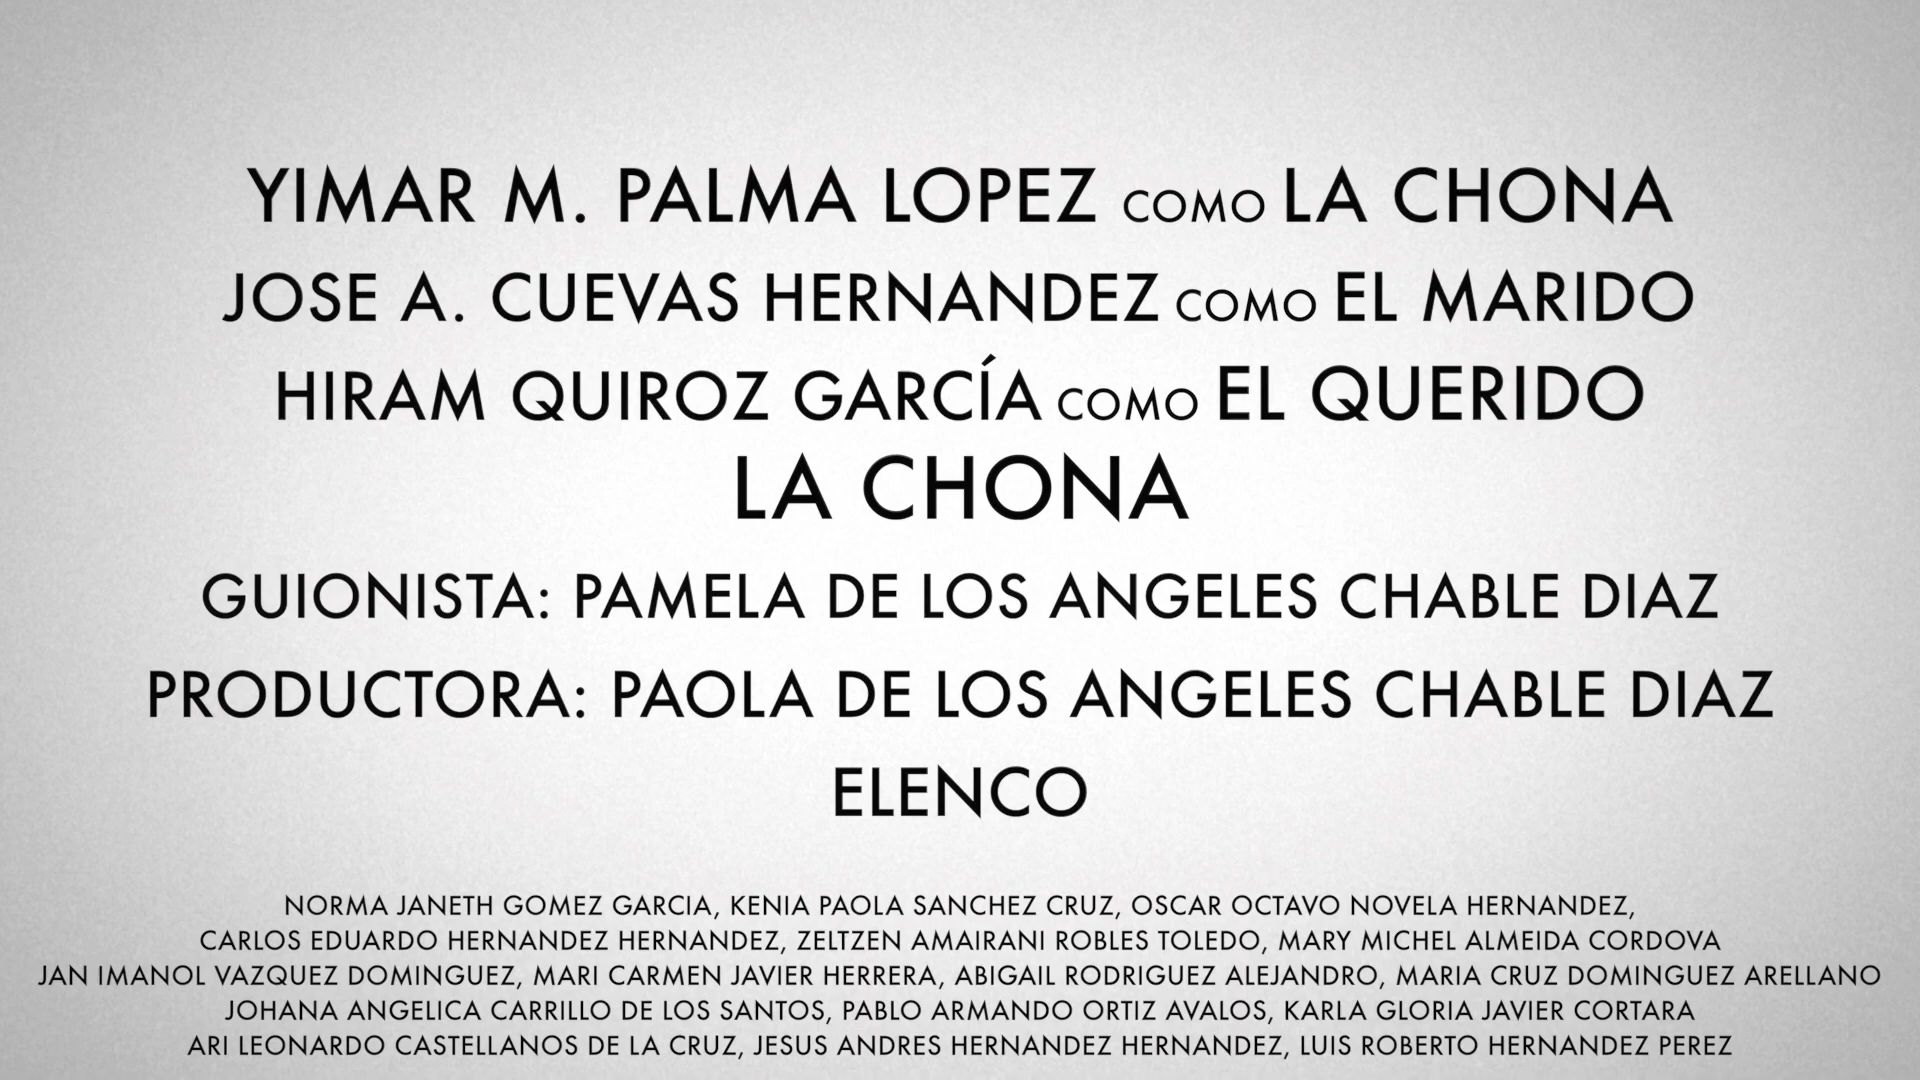 YIMAR M. PALMA LOPEZ COMO LA CHONA
JOSE A. CUEVAS HERNANDEZ COMO EL MARIDO
HIRAM QUIROZ GARCÍA COMO EL QUERIDO
LA CHONA
GUIONISTA: PAMELA DE LOS ANGELES CHABLE DIAZ
PRODUCTORA: PAOLA DE LOS ANGELES CHABLE DIAZ
ELENCO
NORMA JANETH GOMEZ GARCIA, KENIA PAOLA SANCHEZ CRUZ, OSCAR OCTAVO NOVELA HERNANDEZ,
CARLOS EDUARDO HERNANDEZ HERNANDEZ, ZELTZEN AMAIRANI ROBLES TOLEDO, MARY MICHEL ALMEIDA CORDOVA
JAN IMANOL VAZQUEZ DOMINGUEZ, MARI CARMEN JAVIER HERRERA, ABIGAIL RODRIGUEZ ALEJANDRO, MARIA CRUZ DOMINGUEZ ARELLANO
JOHANA ANGELICA CARRILLO DE LOS SANTOS, PABLO ARMANDO ORTIZ AVALOS, KARLA GLORIA JAVIER CORTARA
ARI LEONARDO CASTELLANOS DE LA CRUZ, JESUS ANDRES HERNANDEZ HERNANDEZ, LUIS ROBERTO HERNANDEZ PEREZ